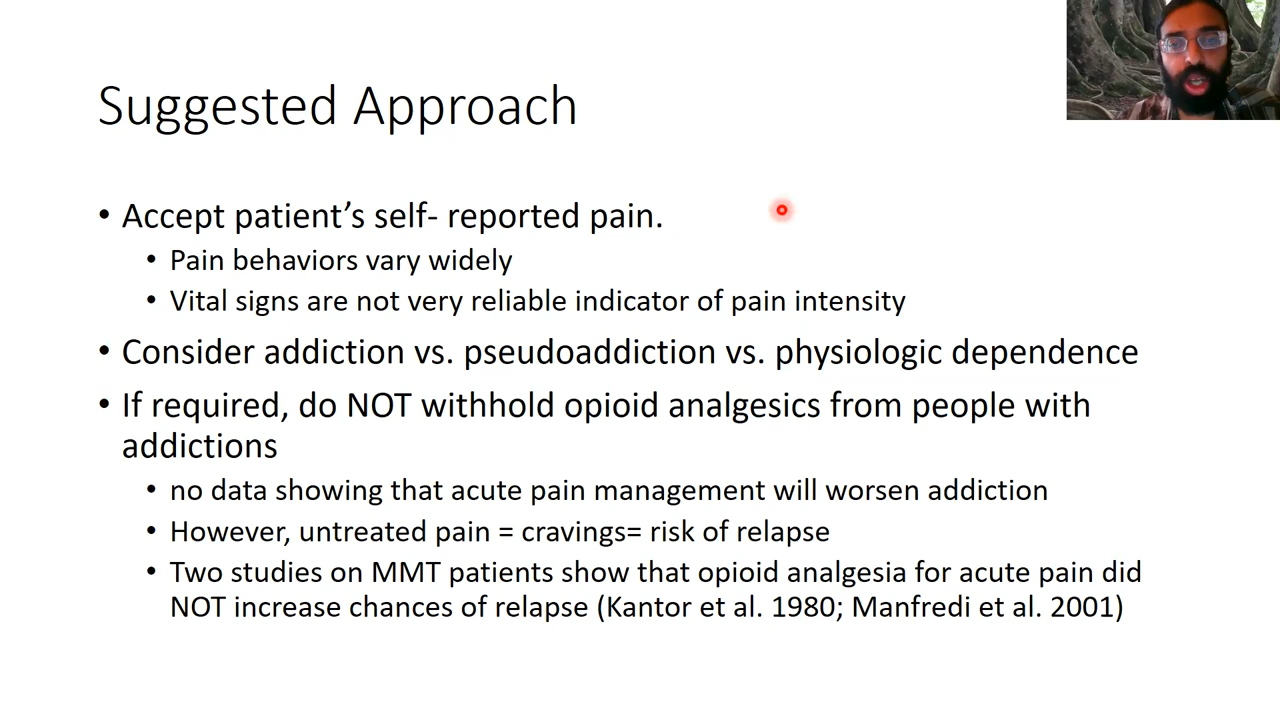 Suggested Approach
• Accept patient's self- reported pain.
• Pain behaviors vary widely
• Vital signs are not very reliable indicator of pain intensity
• Consider addiction vs. pseudoaddiction vs. physiologic dependence
• If required, do NOT withhold opioid analgesics from people with
addictions
• no data showing that acute pain management will worsen addiction
• However, untreated pain = cravings= risk of relapse
• Two studies on MMT patients show that opioid analgesia for acute pain did
NOT increase chances of relapse (Kantor et al. 1980; Manfredi et al. 2001)